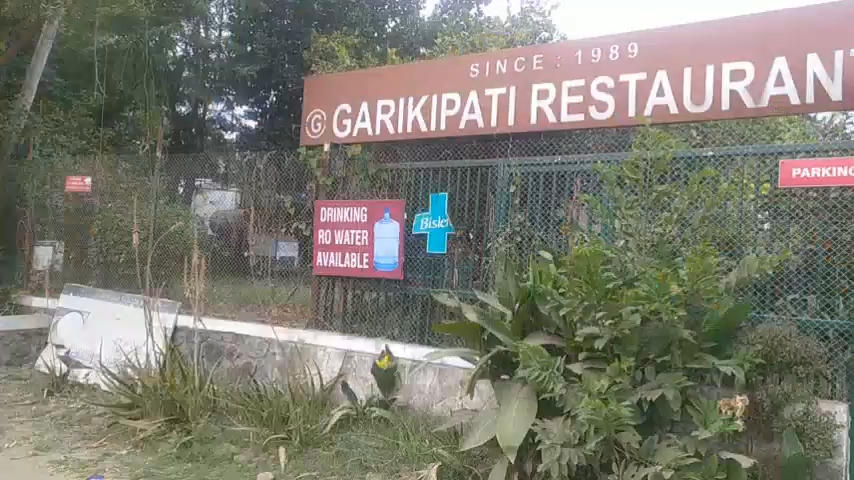 SINCE : 1989
G GARIKIPATI RESTAURANT
PARKING
DRINKING
RO WATER
AVAILABLE
Bisleri